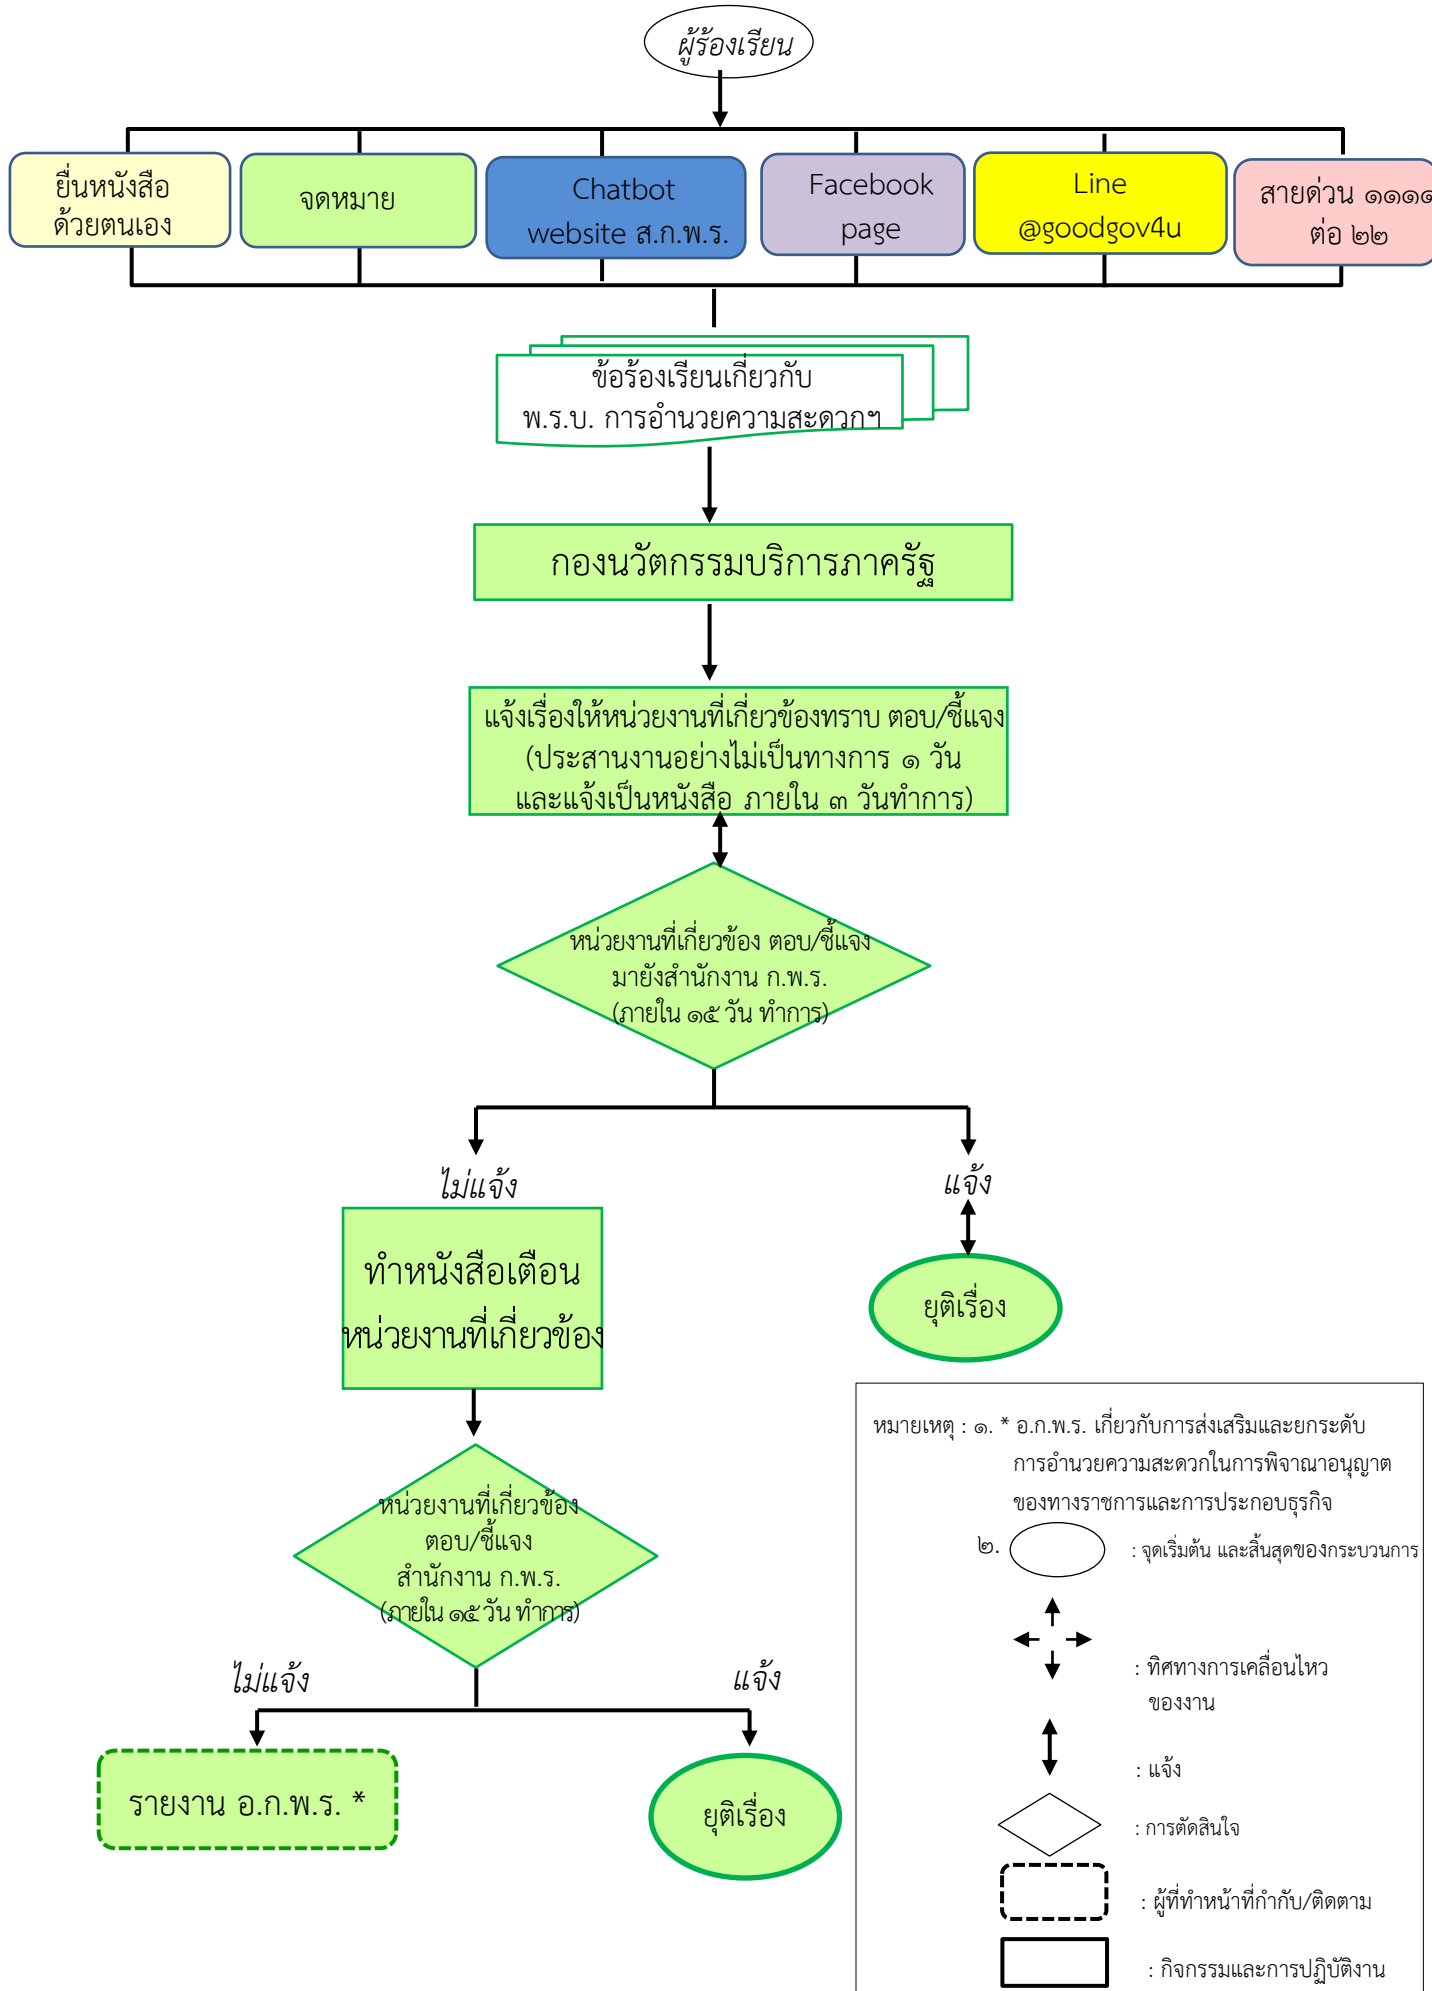 ผู้ร้องเรียน
ยื่นหนังสือ
ด้วยตนเอง
จดหมาย
Chatbot
website ส.ก.พ.ร.
Facebook
page
Line
@goodgov4u
สายด่วน ๑๑๑๑
ต่อ ๒๒
ข้อร้องเรียนเกี่ยวกับ
พ.ร.บ. การอำนวยความสะดวกฯ
กองนวัตกรรมบริการภาครัฐ
แจ้งเรื่องให้หน่วยงานที่เกี่ยวข้องทราบ ตอบ/ชี้แจง
(ประสานงานอย่างไม่เป็นทางการ ๑ วัน
และแจ้งเป็นหนังสือ ภายใน ๓ วันทำการ)
หน่วยงานที่เกี่ยวข้อง ตอบ/ชี้แจง
มายังสำนักงาน ก.พ.ร.
(ภายใน ๑๕ วัน ทำการ)
ไม่แจ้ง
แจ้ง
ทำหนังสือเตือน
หน่วยงานที่เกี่ยวข้อง
ยุติเรื่อง
หน่วยงานที่เกี่ยวข้อง
ตอบ/ชี้แจง
สำนักงาน ก.พ.ร.
(ภายใน ๑๕ วัน ทำการ)
ไม่แจ้ง
แจ้ง
รายงาน อ.ก.พ.ร. *
ยุติเรื่อง
หมายเหตุ : ๑. * อ.ก.พ.ร. เกี่ยวกับการส่งเสริมและยกระดับ
การอำนวยความสะดวกในการพิจาณาอนุญาต
ของทางราชการและการประกอบธุรกิจ
๒. : จุดเริ่มต้น และสิ้นสุดของกระบวนการ
: ทิศทางการเคลื่อนไหว
ของงาน
: แจ้ง
: การตัดสินใจ
: ผู้ที่ทำหน้าที่กำกับ/ติดตาม
: กิจกรรมและการปฏิบัติงาน